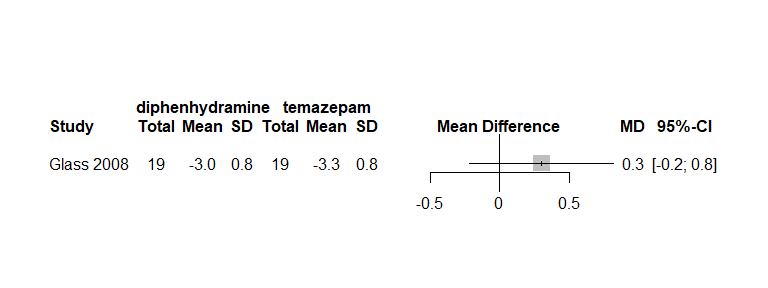 diphenhydramine temazepam
Study Total Mean SD Total Mean SD Mean Difference MD 95%-CI
Glass 2008 19 -3.0 0.8 19 -3.3 0.8 0.3 [-0.2; 0.8]
-0.5 0 0.5